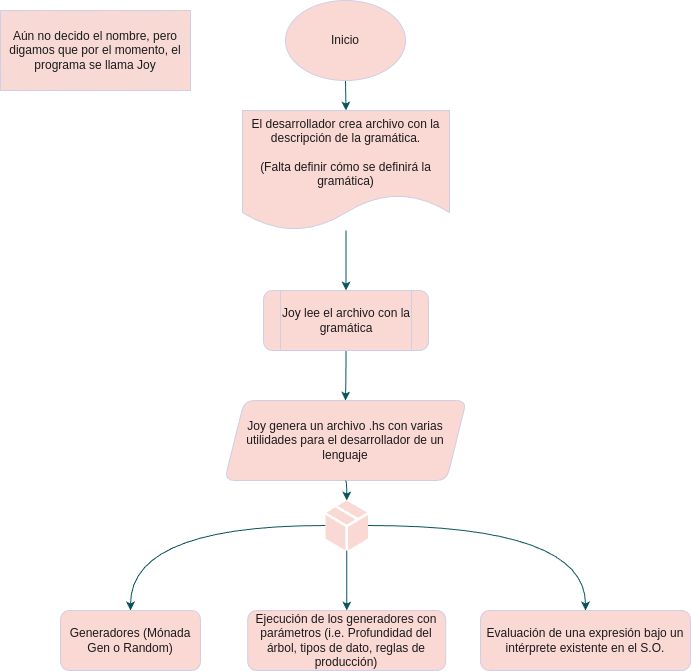 Aún no decido el nombre, pero
digamos que por el momento, el
programa se llama Joy
Inicio
El desarrollador crea archivo con la
descripción de la gramática.
(Falta definir cómo se definirá la
gramática)
Joy lee el archivo con la
gramática
Joy genera un archivo .hs con varias
utilidades para el desarrollador de un
lenguaje
Generadores (Mónada
Gen o Random)
Ejecución de los generadores con
parámetros (i.e. Profundidad del
árbol, tipos de dato, reglas de
producción)
Evaluación de una expresión bajo un
intérprete existente en el S.O.